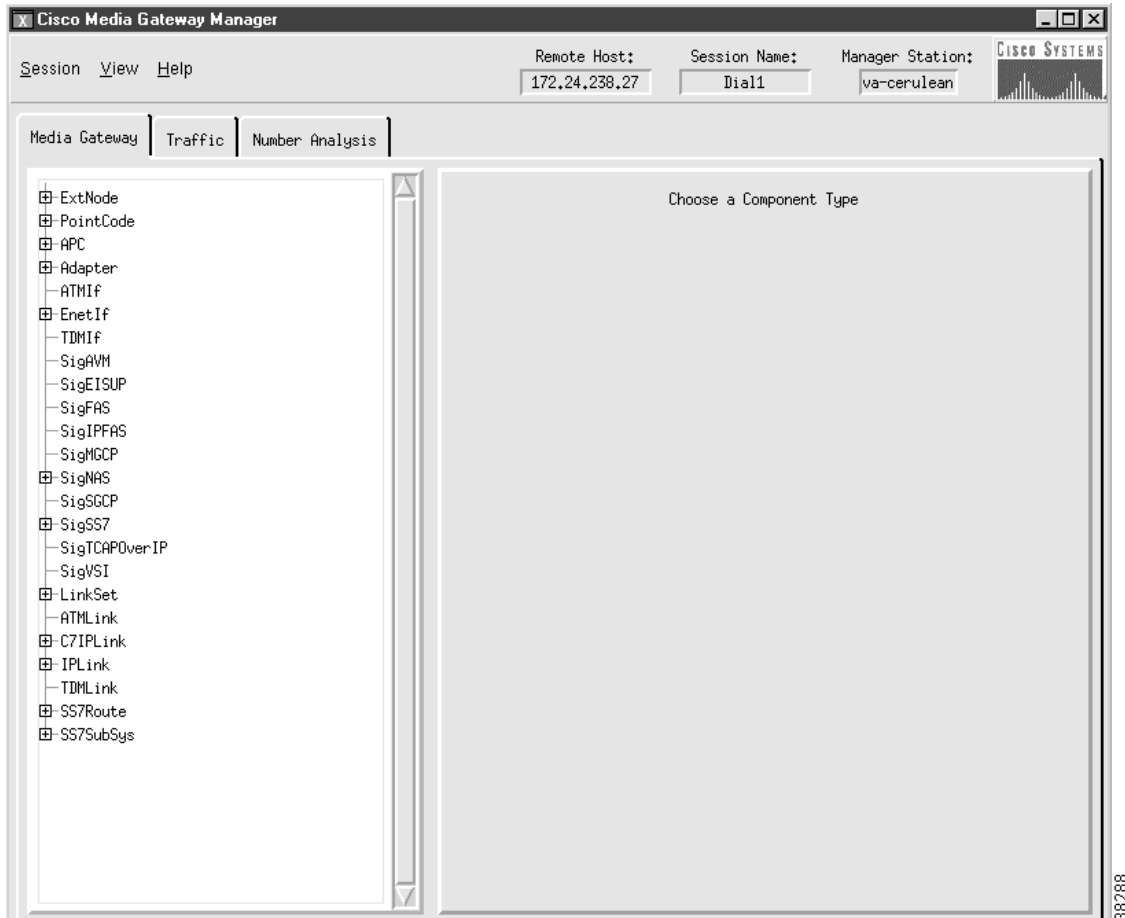 X Cisco Media Gateway Manager
Session View Help
Remote Host: Session Name: Manager Station:
172.24.238.27 Dial1 va-cerulean
CISCO SYSTEMS
Media Gateway Traffic Number Analysis
ExtNode
PointCode
APC
Adapter
ATMIf
EnetIf
TDMIf
SigAVM
SigEISUP
SigFAS
SigIPFAS
SigMGCP
SigNAS
SigSGCP
SigSS7
SigTCAPOverIP
SigVSI
LinkSet
ATMLink
C7IPLink
IPLink
TDMLink
SS7Route
SS7SubSys
Choose a Component Type
38288